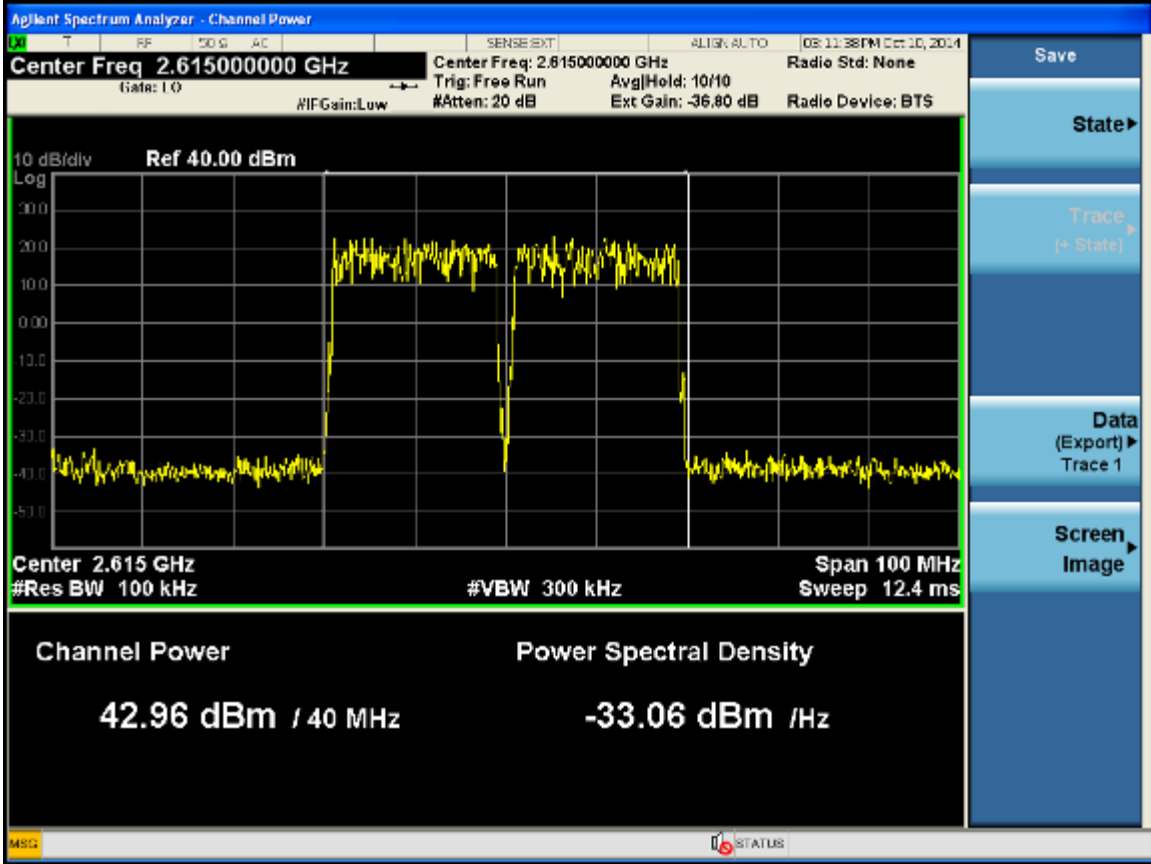 Agilent Spectrum Analyzer - Channel Power
LXI T RF 50 Ω AC SENSE:EXT ALIGN AUTO 03:11:38 PM Oct 10, 2014
Center Freq 2.615000000 GHz
Center Freq: 2.615000000 GHz
Radio Std: None
Gate: LO
Trig: Free Run
Avg|Hold: 10/10
#IFGain:Low
#Atten: 20 dB
Ext Gain: -36.80 dB
Radio Device: BTS
10 dB/div
Ref 40.00 dBm
Log
30.0
20.0
10.0
0.00
-10.0
-20.0
-30.0
-40.0
-50.0
Center 2.615 GHz
Span 100 MHz
#Res BW 100 kHz
#VBW 300 kHz
Sweep 12.4 ms
Channel Power
Power Spectral Density
42.96 dBm / 40 MHz
-33.06 dBm /Hz
Save
State
Trace
(+ State)
Data
(Export)
Trace 1
Screen
Image
MSG
STATUS